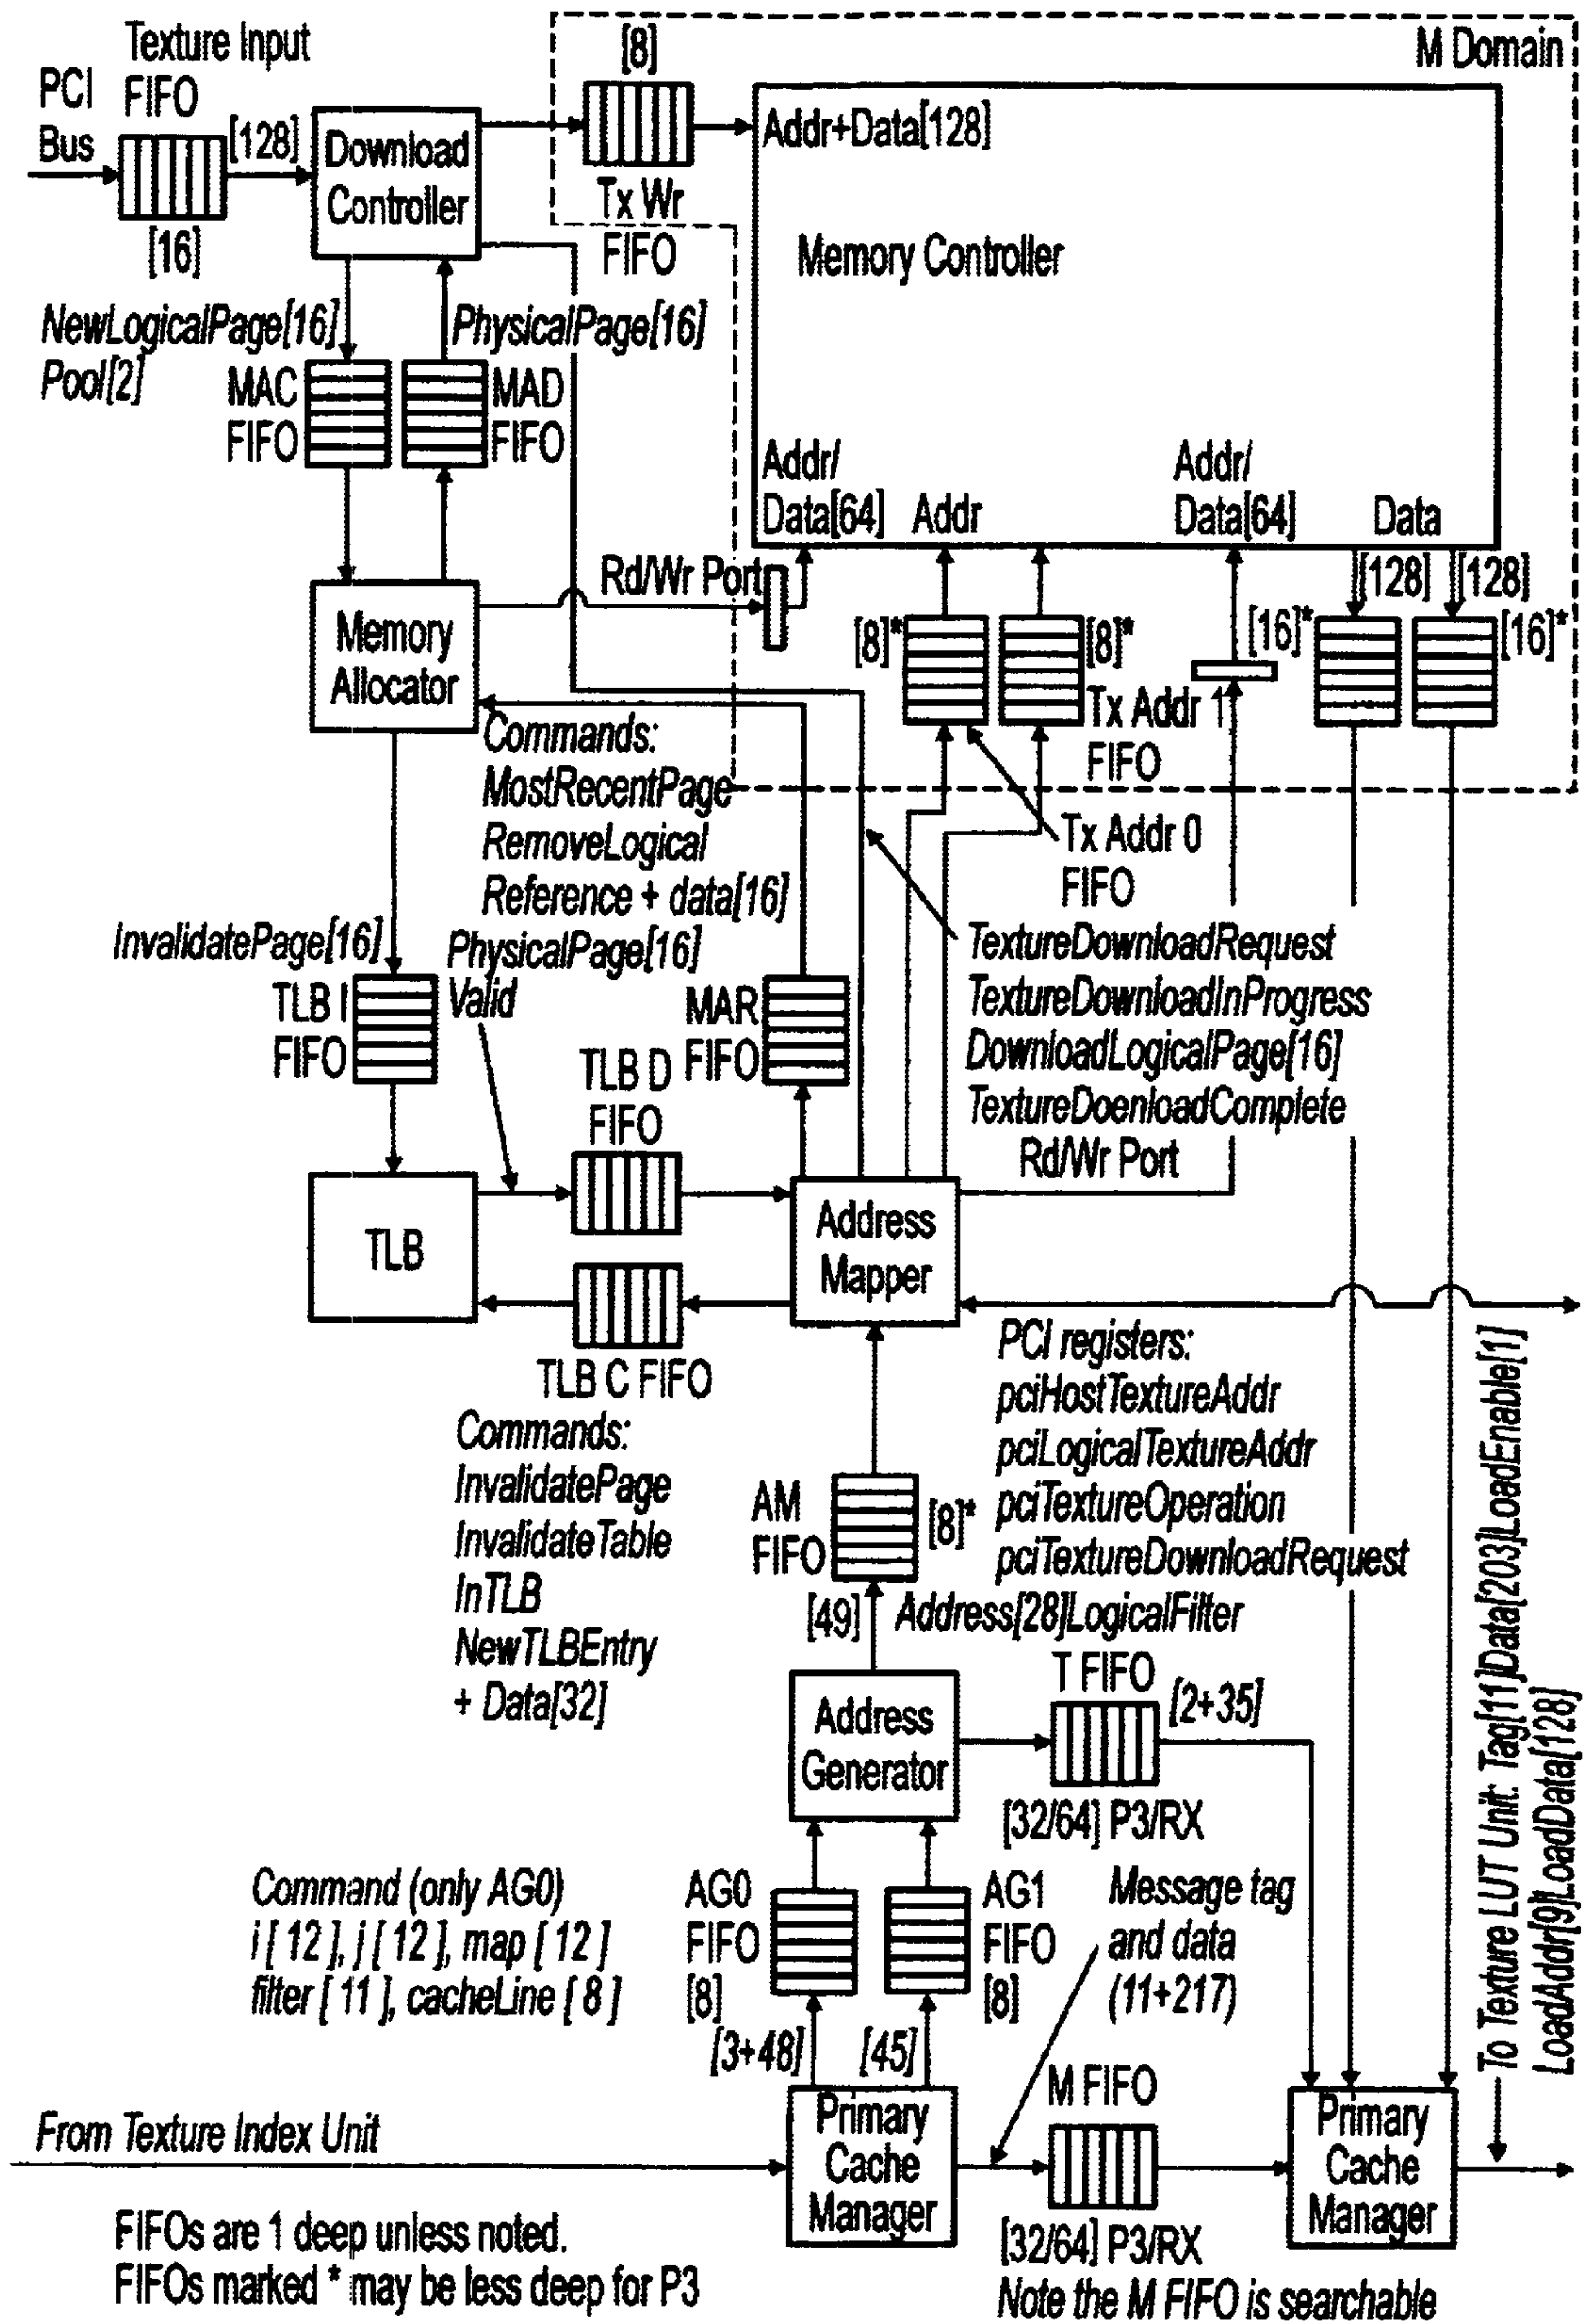 M Domain
Texture Input
FIFO
PCI
Bus
[128]
[16]
Download
Controller
[8]
Tx Wr
FIFO
Addr+Data[128]
Memory Controller
NewLogicalPage[16]
Pool[2]
PhysicalPage[16]
MAC
FIFO
MAD
FIFO
Addr/
Data[64]
Addr
Addr/
Data[64]
Data
Rd/Wr Port
[128]
[128]
[8]*
[8]*
[16]*
[16]*
Memory
Allocator
Tx Addr 1
FIFO
Commands:
MostRecentPage
RemoveLogical
Reference + data[16]
Tx Addr 0
FIFO
InvalidatePage[16]
PhysicalPage[16]
Valid
TLB I
FIFO
MAR
FIFO
TextureDownloadRequest
TextureDownloadInProgress
DownloadLogicalPage[16]
TextureDoenloadComplete
TLB D
FIFO
Rd/Wr Port
TLB
Address
Mapper
TLB C FIFO
Commands:
InvalidatePage
InvalidateTable
InTLB
NewTLBEntry
+ Data[32]
PCI registers:
pciHostTextureAddr
pciLogicalTextureAddr
pciTextureOperation
pciTextureDownloadRequest
AM
FIFO
[8]*
[49]
Address[28]LogicalFilter
T FIFO
[2+35]
Address
Generator
[32/64] P3/RX
Command (only AG0)
i [ 12 ], j [ 12 ], map [ 12 ]
filter [ 11 ], cacheLine [ 8 ]
AG0
FIFO
[8]
AG1
FIFO
[8]
[3+48]
[45]
Message tag
and data
(11+217)
To Texture LUT Unit: Tag[11]Data[203]LoadEnable[1]
LoadAddr[9]LoadData[128]
From Texture Index Unit
Primary
Cache
Manager
M FIFO
Primary
Cache
Manager
[32/64] P3/RX
Note the M FIFO is searchable
FIFOs are 1 deep unless noted.
FIFOs marked * may be less deep for P3